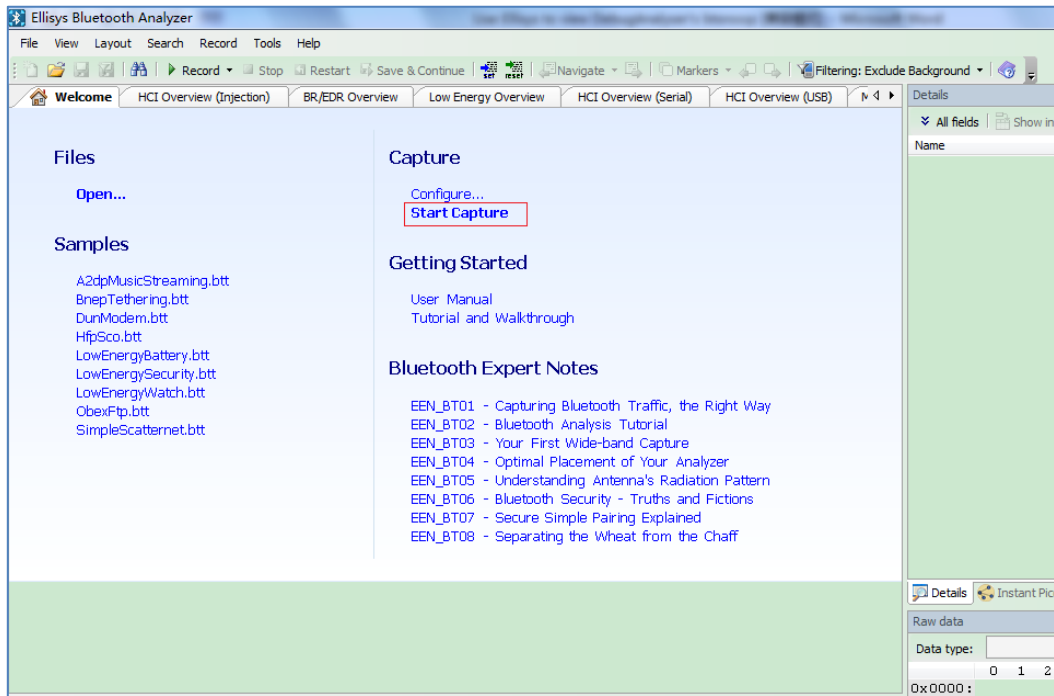 Ellisys Bluetooth Analyzer
File View Layout Search Record Tools Help
Record Stop Restart Save & Continue set reset Navigate Markers Filtering: Exclude Background
Welcome HCI Overview (Injection) BR/EDR Overview Low Energy Overview HCI Overview (Serial) HCI Overview (USB)
Details
All fields Show in
Name
Files
Open...
Samples
A2dpMusicStreaming.btt
BnepTethering.btt
DunModem.btt
HfpSco.btt
LowEnergyBattery.btt
LowEnergySecurity.btt
LowEnergyWatch.btt
ObexFtp.btt
SimpleScatternet.btt
Capture
Configure...
Start Capture
Getting Started
User Manual
Tutorial and Walkthrough
Bluetooth Expert Notes
EEN_BT01 - Capturing Bluetooth Traffic, the Right Way
EEN_BT02 - Bluetooth Analysis Tutorial
EEN_BT03 - Your First Wide-band Capture
EEN_BT04 - Optimal Placement of Your Analyzer
EEN_BT05 - Understanding Antenna's Radiation Pattern
EEN_BT06 - Bluetooth Security - Truths and Fictions
EEN_BT07 - Secure Simple Pairing Explained
EEN_BT08 - Separating the Wheat from the Chaff
Details Instant Pic
Raw data
Data type:
0 1 2
0x0000: